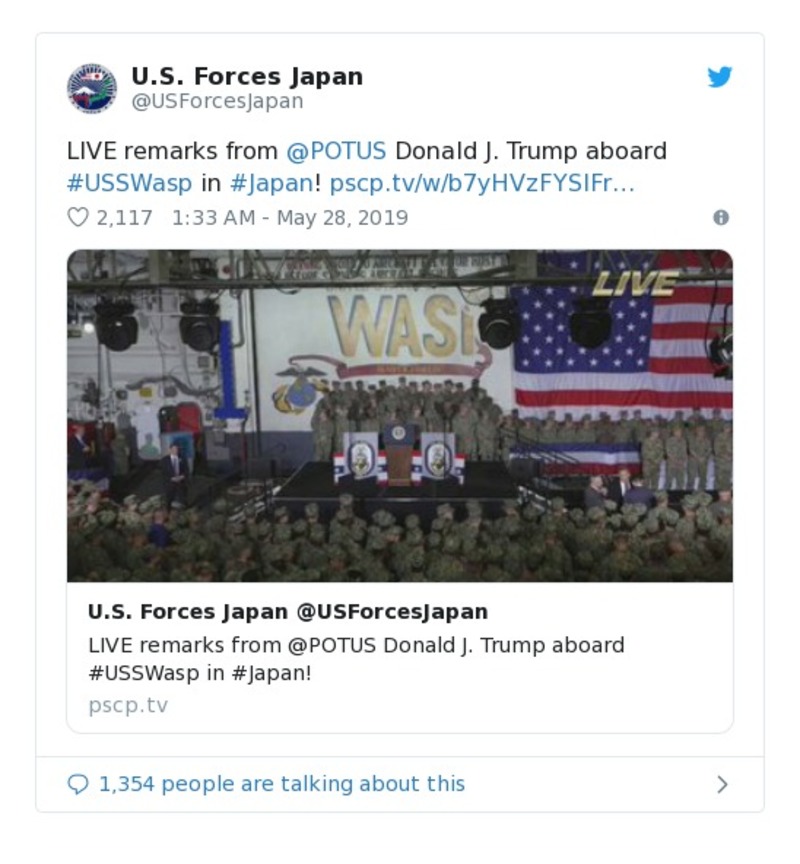 U.S. Forces Japan
@USForcesJapan
LIVE remarks from @POTUS Donald J. Trump aboard
#USSWasp in #Japan! pscp.tv/w/b7yHVzFYSIFr…
2,117 1:33 AM - May 28, 2019
LIVE
WASP
U.S. Forces Japan @USForcesJapan
LIVE remarks from @POTUS Donald J. Trump aboard
#USSWasp in #Japan!
pscp.tv
1,354 people are talking about this